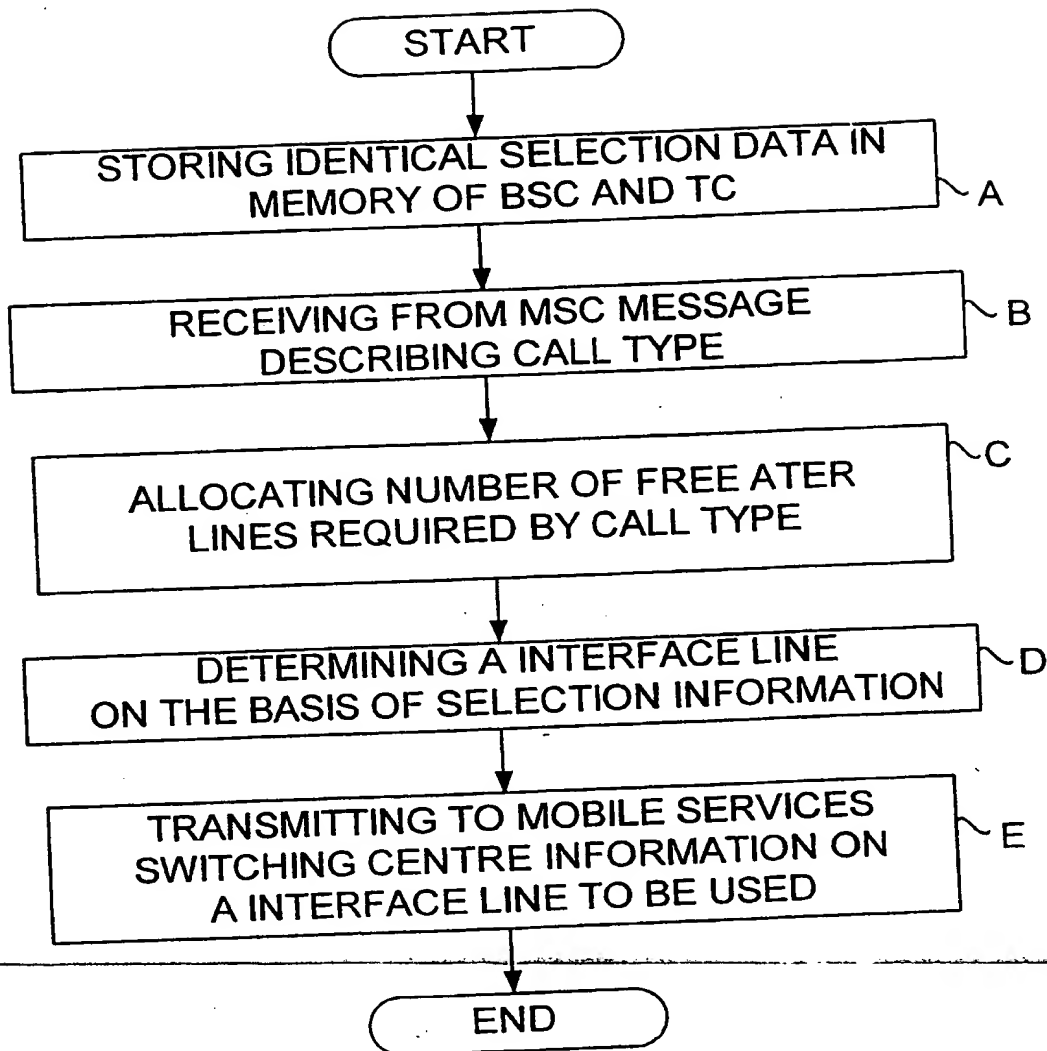 START
STORING IDENTICAL SELECTION DATA IN
MEMORY OF BSC AND TC
A
RECEIVING FROM MSC MESSAGE
DESCRIBING CALL TYPE
B
ALLOCATING NUMBER OF FREE ATER
LINES REQUIRED BY CALL TYPE
C
DETERMINING A INTERFACE LINE
ON THE BASIS OF SELECTION INFORMATION
D
TRANSMITTING TO MOBILE SERVICES
SWITCHING CENTRE INFORMATION ON
A INTERFACE LINE TO BE USED
E
END